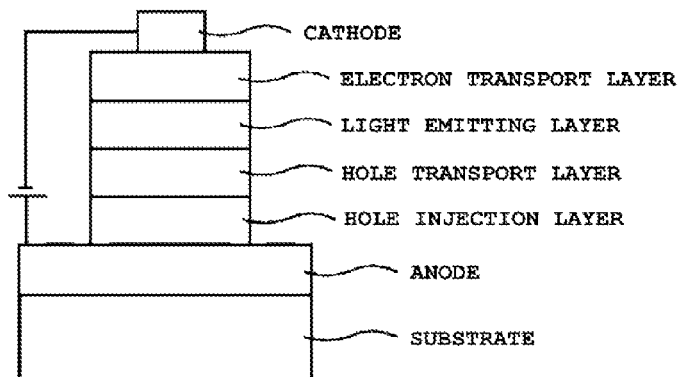 CATHODE
ELECTRON TRANSPORT LAYER
LIGHT EMITTING LAYER
HOLE TRANSPORT LAYER
HOLE INJECTION LAYER
ANODE
SUBSTRATE